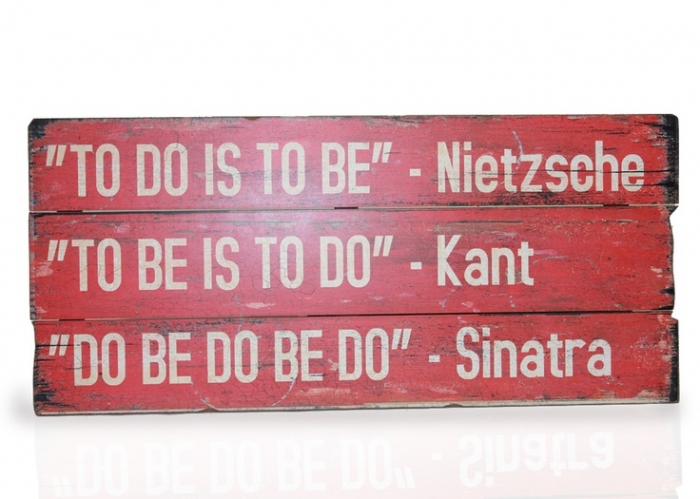 "TO DO IS TO BE" - Nietzsche
"TO BE IS TO DO" - Kant
"DO BE DO BE DO" - Sinatra